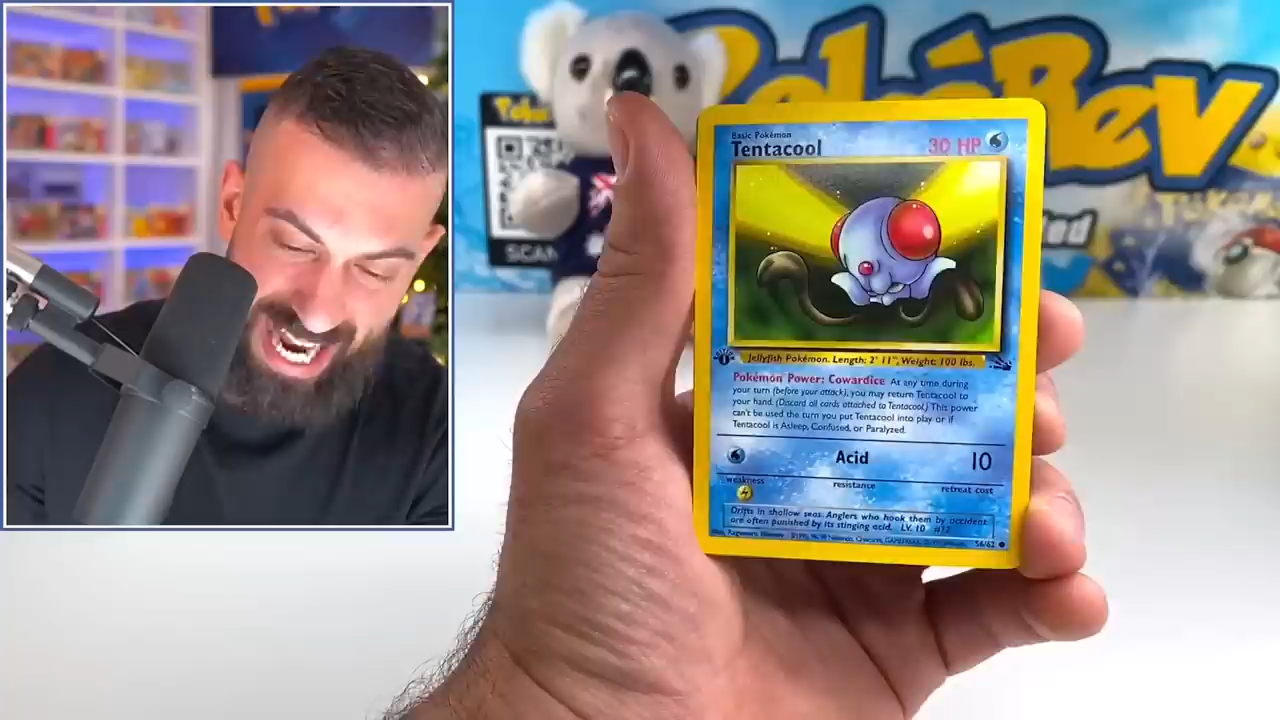 PokéBev
Poké
SCAN
Basic Pokémon
Tentacool
30 HP
Jellyfish Pokémon. Length: 2' 11", Weight: 100 lbs.
Pokémon Power: Cowardice At any time during
your turn (before your attack), you may return Tentacool to
your hand. (Discard all cards attached to Tentacool.) This power
can't be used the turn you put Tentacool into play or if
Tentacool is Asleep, Confused, or Paralyzed.
Acid
10
weakness
resistance
retreat cost
Drifts in shallow seas. Anglers who hook them by accident
are often punished by its stinging acid. LV. 10 #72
56/62